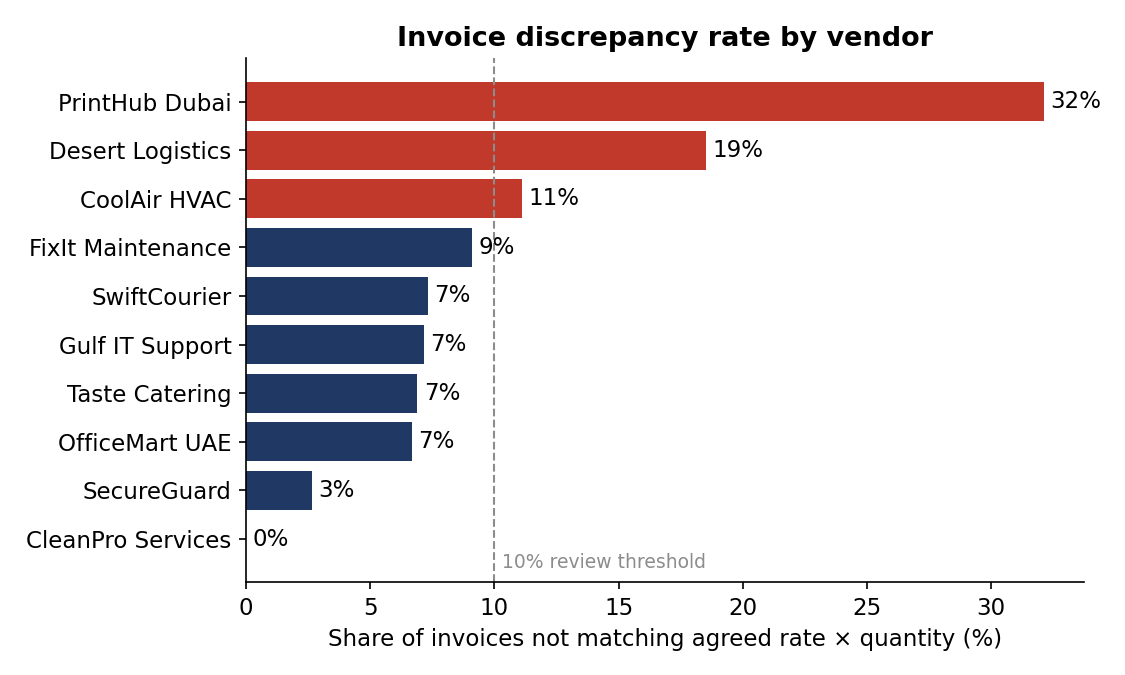 Invoice discrepancy rate by vendor
PrintHub Dubai 32%
Desert Logistics 19%
CoolAir HVAC 11%
FixIt Maintenance 9%
SwiftCourier 7%
Gulf IT Support 7%
Taste Catering 7%
OfficeMart UAE 7%
SecureGuard 3%
CleanPro Services 0%
10% review threshold
0 5 10 15 20 25 30
Share of invoices not matching agreed rate × quantity (%)